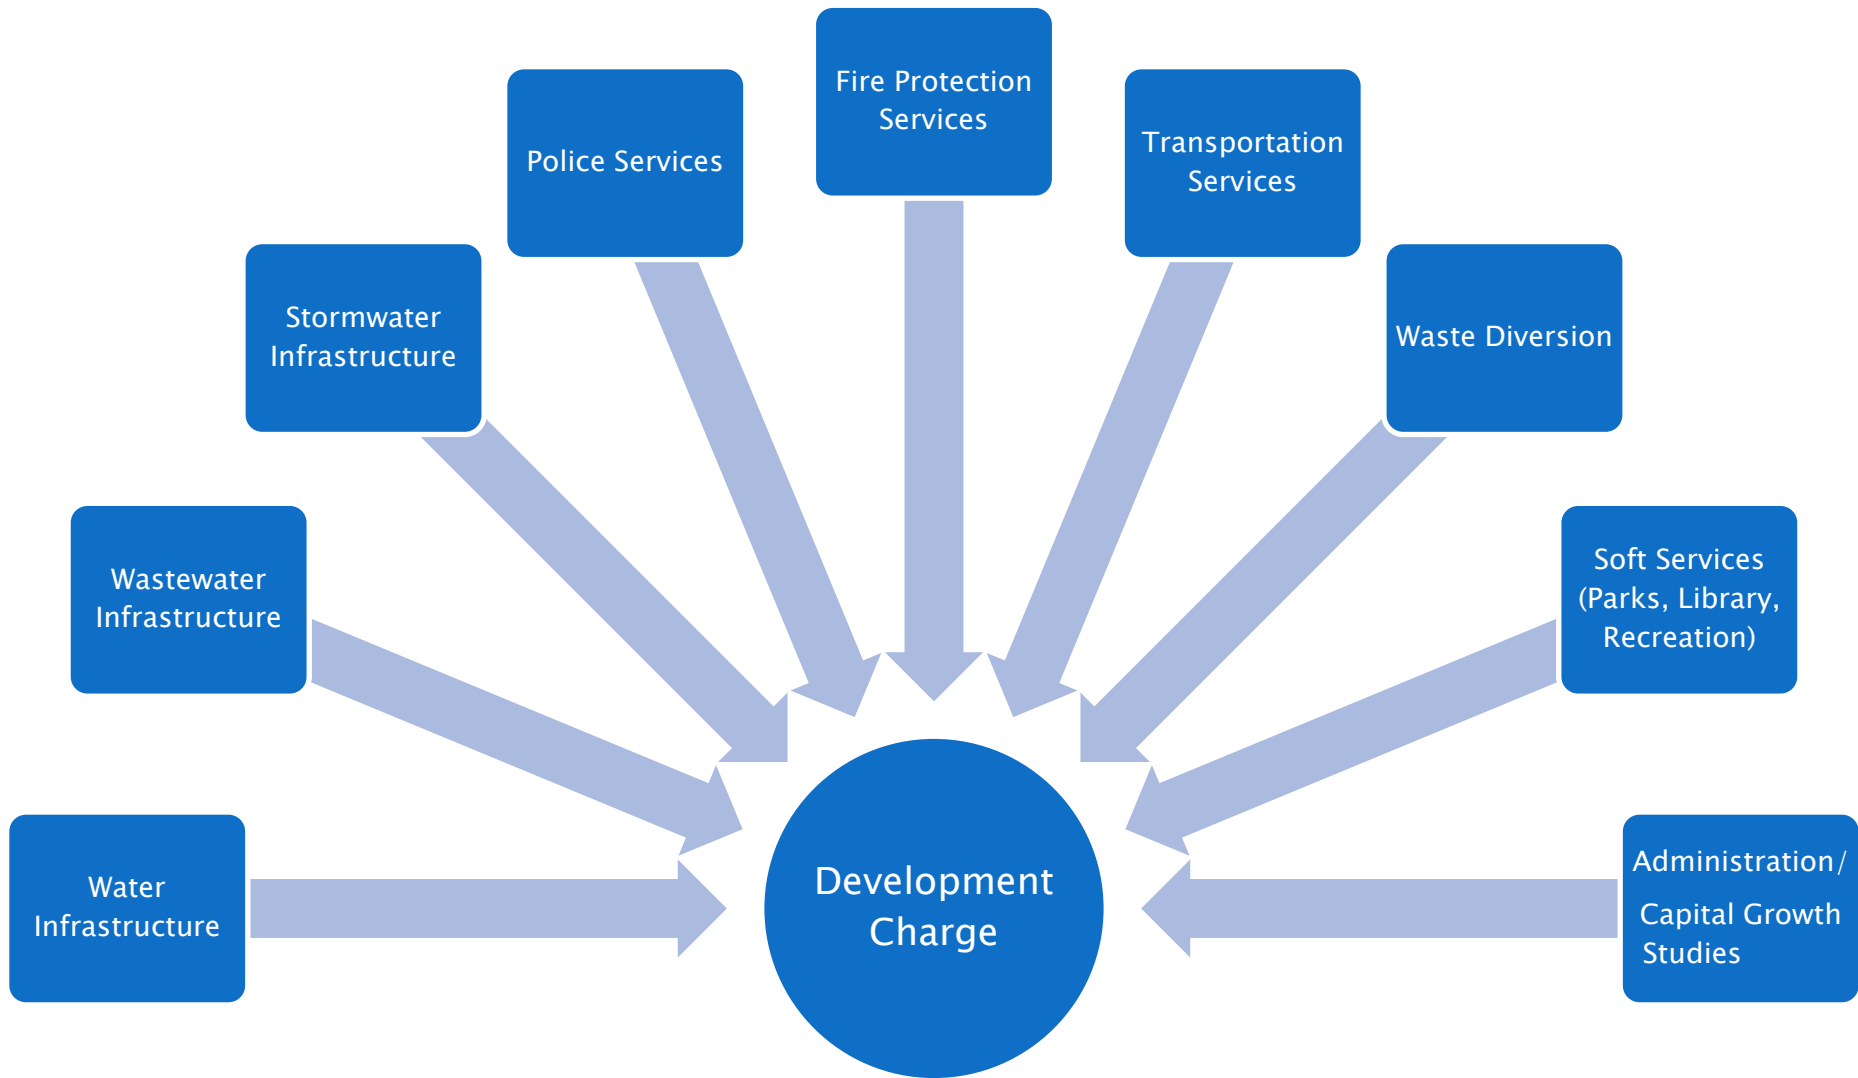 Fire Protection
Services
Police Services
Transportation
Services
Stormwater
Infrastructure
Waste Diversion
Wastewater
Infrastructure
Soft Services
(Parks, Library,
Recreation)
Water
Infrastructure
Development
Charge
Administration/
Capital Growth
Studies